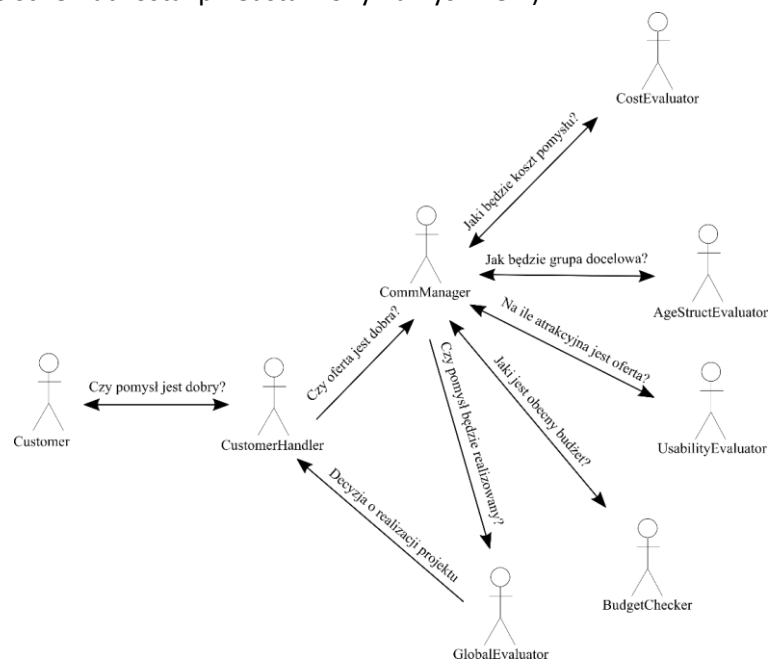 CostEvaluator
Jaki będzie koszt pomysłu?
CommManager
Jak będzie grupa docelowa?
AgeStructEvaluator
Na ile atrakcyjna jest oferta?
Czy oferta jest dobra?
Czy pomysł będzie realizowany?
Jaki jest obecny budżet?
Czy pomysł jest dobry?
Customer
CustomerHandler
UsabilityEvaluator
Decyzja o realizacji projektu
BudgetChecker
GlobalEvaluator